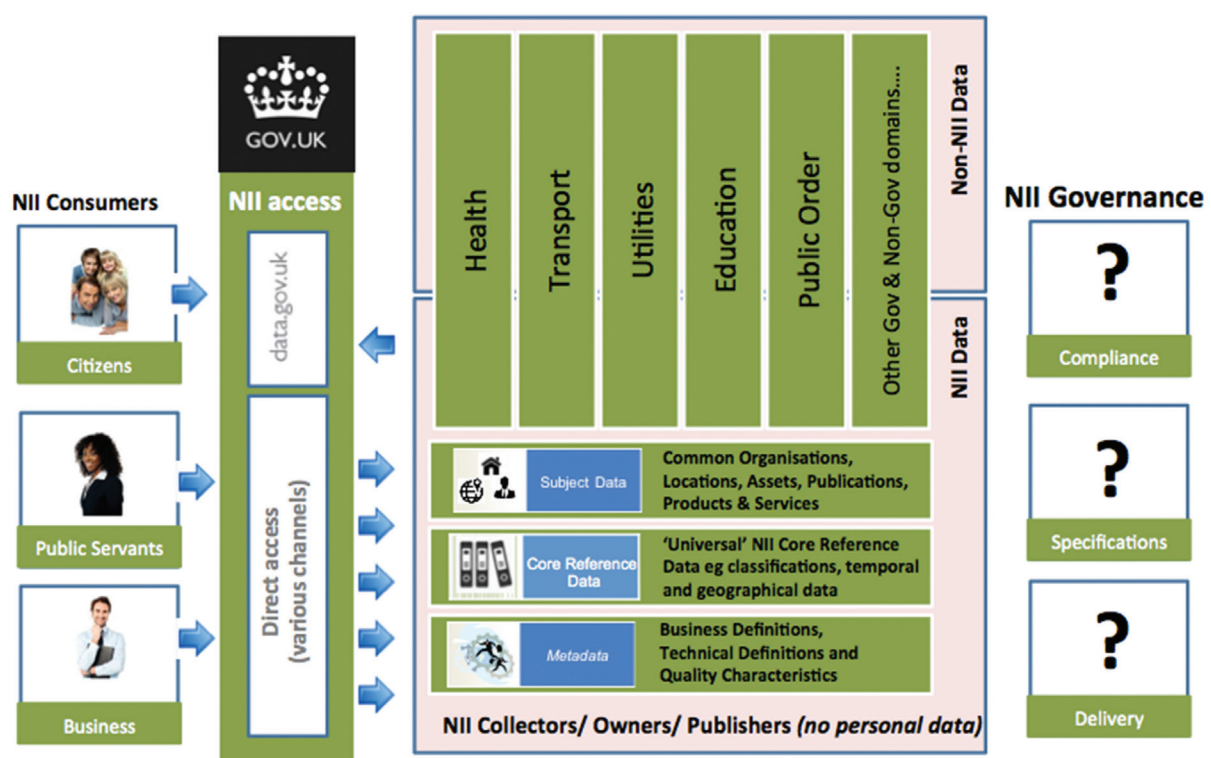 GOV.UK
NII Consumers
Citizens
Public Servants
Business
NII access
data.gov.uk
Direct access
(various channels)
Health
Transport
Utilities
Education
Public Order
Other Gov & Non-Gov domains....
Non-NII Data
NII Data
Subject Data
Common Organisations,
Locations, Assets, Publications,
Products & Services
Core Reference
Data
‘Universal’ NII Core Reference
Data eg classifications, temporal
and geographical data
Metadata
Business Definitions,
Technical Definitions and
Quality Characteristics
NII Collectors/ Owners/ Publishers (no personal data)
NII Governance
?
Compliance
?
Specifications
?
Delivery